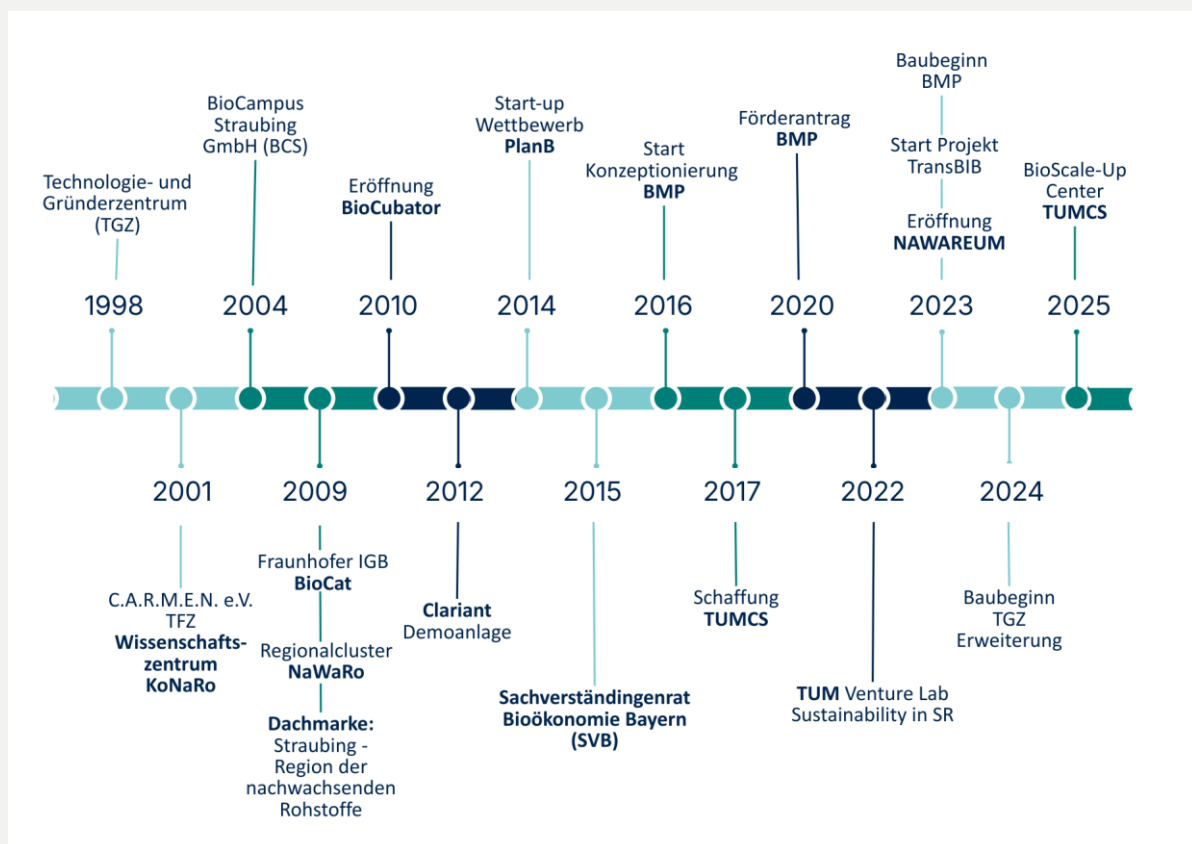 Technologie- und
Gründerzentrum
(TGZ)
1998
BioCampus
Straubing
GmbH (BCS)
2004
Eröffnung
BioCubator
2010
Start-up
Wettbewerb
PlanB
2014
Start
Konzeptionierung
BMP
2016
Förderantrag
BMP
2020
Baubeginn
BMP
Start Projekt
TransBIB
Eröffnung
NAWAREUM
2023
BioScale-Up
Center
TUMCS
2025
2001
C.A.R.M.E.N. e.V.
TFZ
Wissenschafts-
zentrum
KoNaRo
2009
Fraunhofer IGB
BioCat
Regionalcluster
NaWaRo
Dachmarke:
Straubing -
Region der
nachwachsenden
Rohstoffe
2012
Clariant
Demoanlage
2015
Sachverständingenrat
Bioökonomie Bayern
(SVB)
2017
Schaffung
TUMCS
2022
TUM Venture Lab
Sustainability in SR
2024
Baubeginn
TGZ
Erweiterung